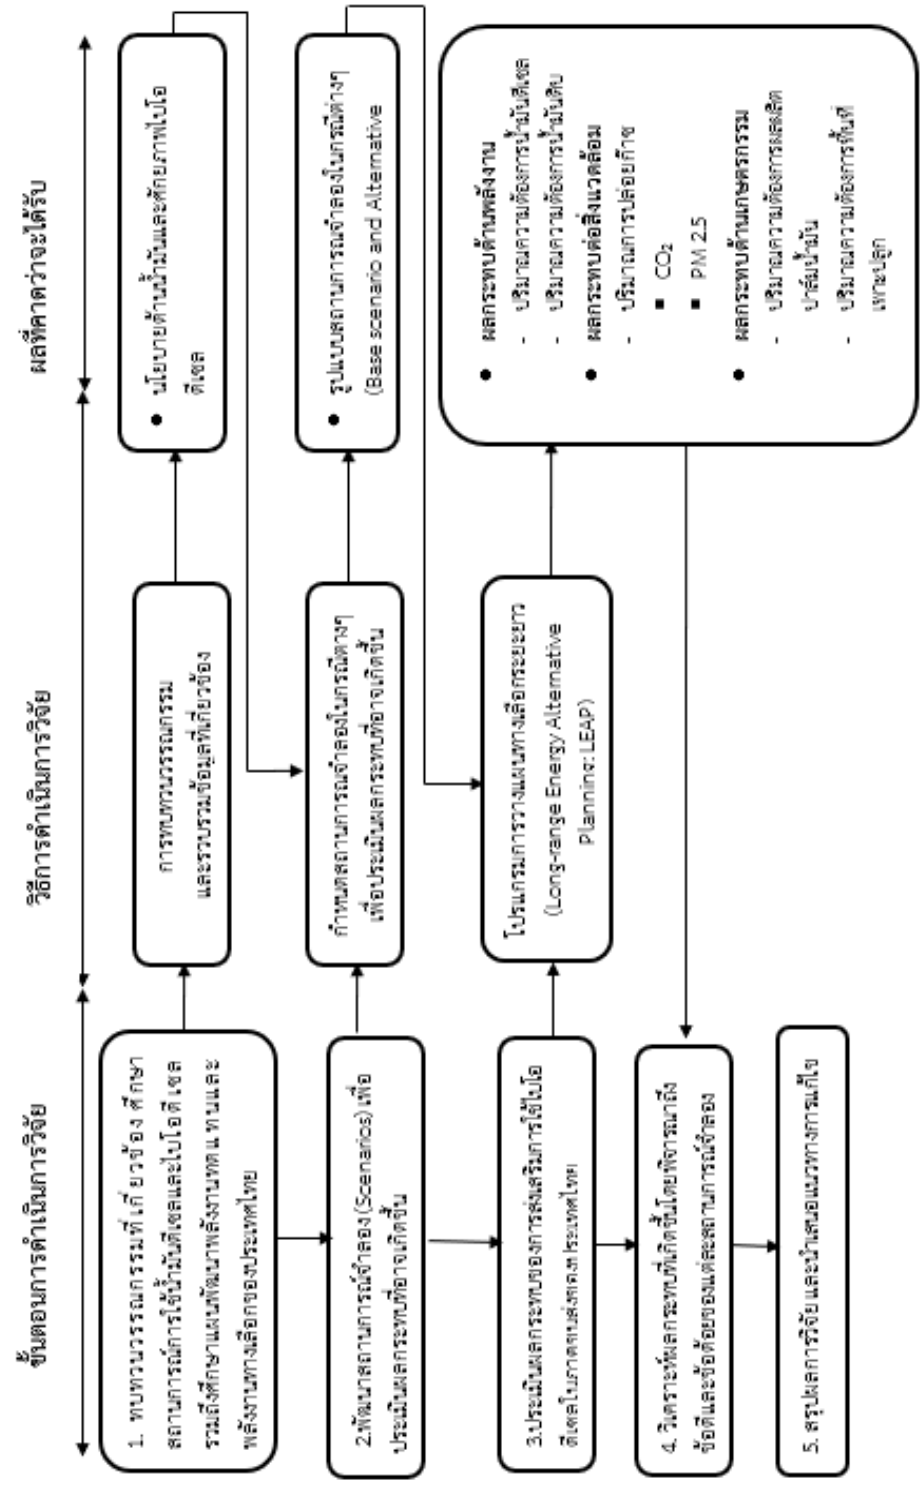 ขั้นตอนการดำเนินการวิจัย
วิธีการดำเนินการวิจัย
ผลที่คาดว่าจะได้รับ
1. ทบทวนวรรณกรรมที่เกี่ยวข้อง ศึกษา
สถานการณ์การใช้น้ำมันดีเซลและไบโอดีเซล
รวมถึงศึกษาแผนพัฒนาพลังงานทดแทนและ
พลังงานทางเลือกของประเทศไทย
การทบทวนวรรณกรรม
และรวบรวมข้อมูลที่เกี่ยวข้อง
● นโยบายด้านน้ำมันและศักยภาพไบโอ
ดีเซล
2.พัฒนาสถานการณ์จำลอง (Scenarios) เพื่อ
ประเมินผลกระทบที่อาจเกิดขึ้น
กำหนดสถานการณ์จำลองในกรณีต่างๆ
เพื่อประเมินผลกระทบที่อาจเกิดขึ้น
● รูปแบบสถานการณ์จำลองในกรณีต่างๆ
(Base scenario and Alternative
3.ประเมินผลกระทบของการส่งเสริมการใช้ไบโอ
ดีเซลในภาคขนส่งของประเทศไทย
โปรแกรมการวางแผนทางเลือกระยะยาว
(Long-range Energy Alternative
Planning: LEAP)
● ผลกระทบด้านพลังงาน
- ปริมาณความต้องการน้ำมันดีเซล
- ปริมาณความต้องการน้ำมันดิบ
● ผลกระทบต่อสิ่งแวดล้อม
- ปริมาณการปล่อยก๊าซ
■ CO₂
■ PM 2.5
● ผลกระทบด้านเกษตรกรรม
- ปริมาณความต้องการผลผลิต
ปาล์มน้ำมัน
- ปริมาณความต้องการพื้นที่
เพาะปลูก
4. วิเคราะห์ผลกระทบที่เกิดขึ้นโดยพิจารณาถึง
ข้อดีและข้อด้อยของแต่ละสถานการณ์จำลอง
5. สรุปผลการวิจัยและนำเสนอแนวทางการแก้ไข